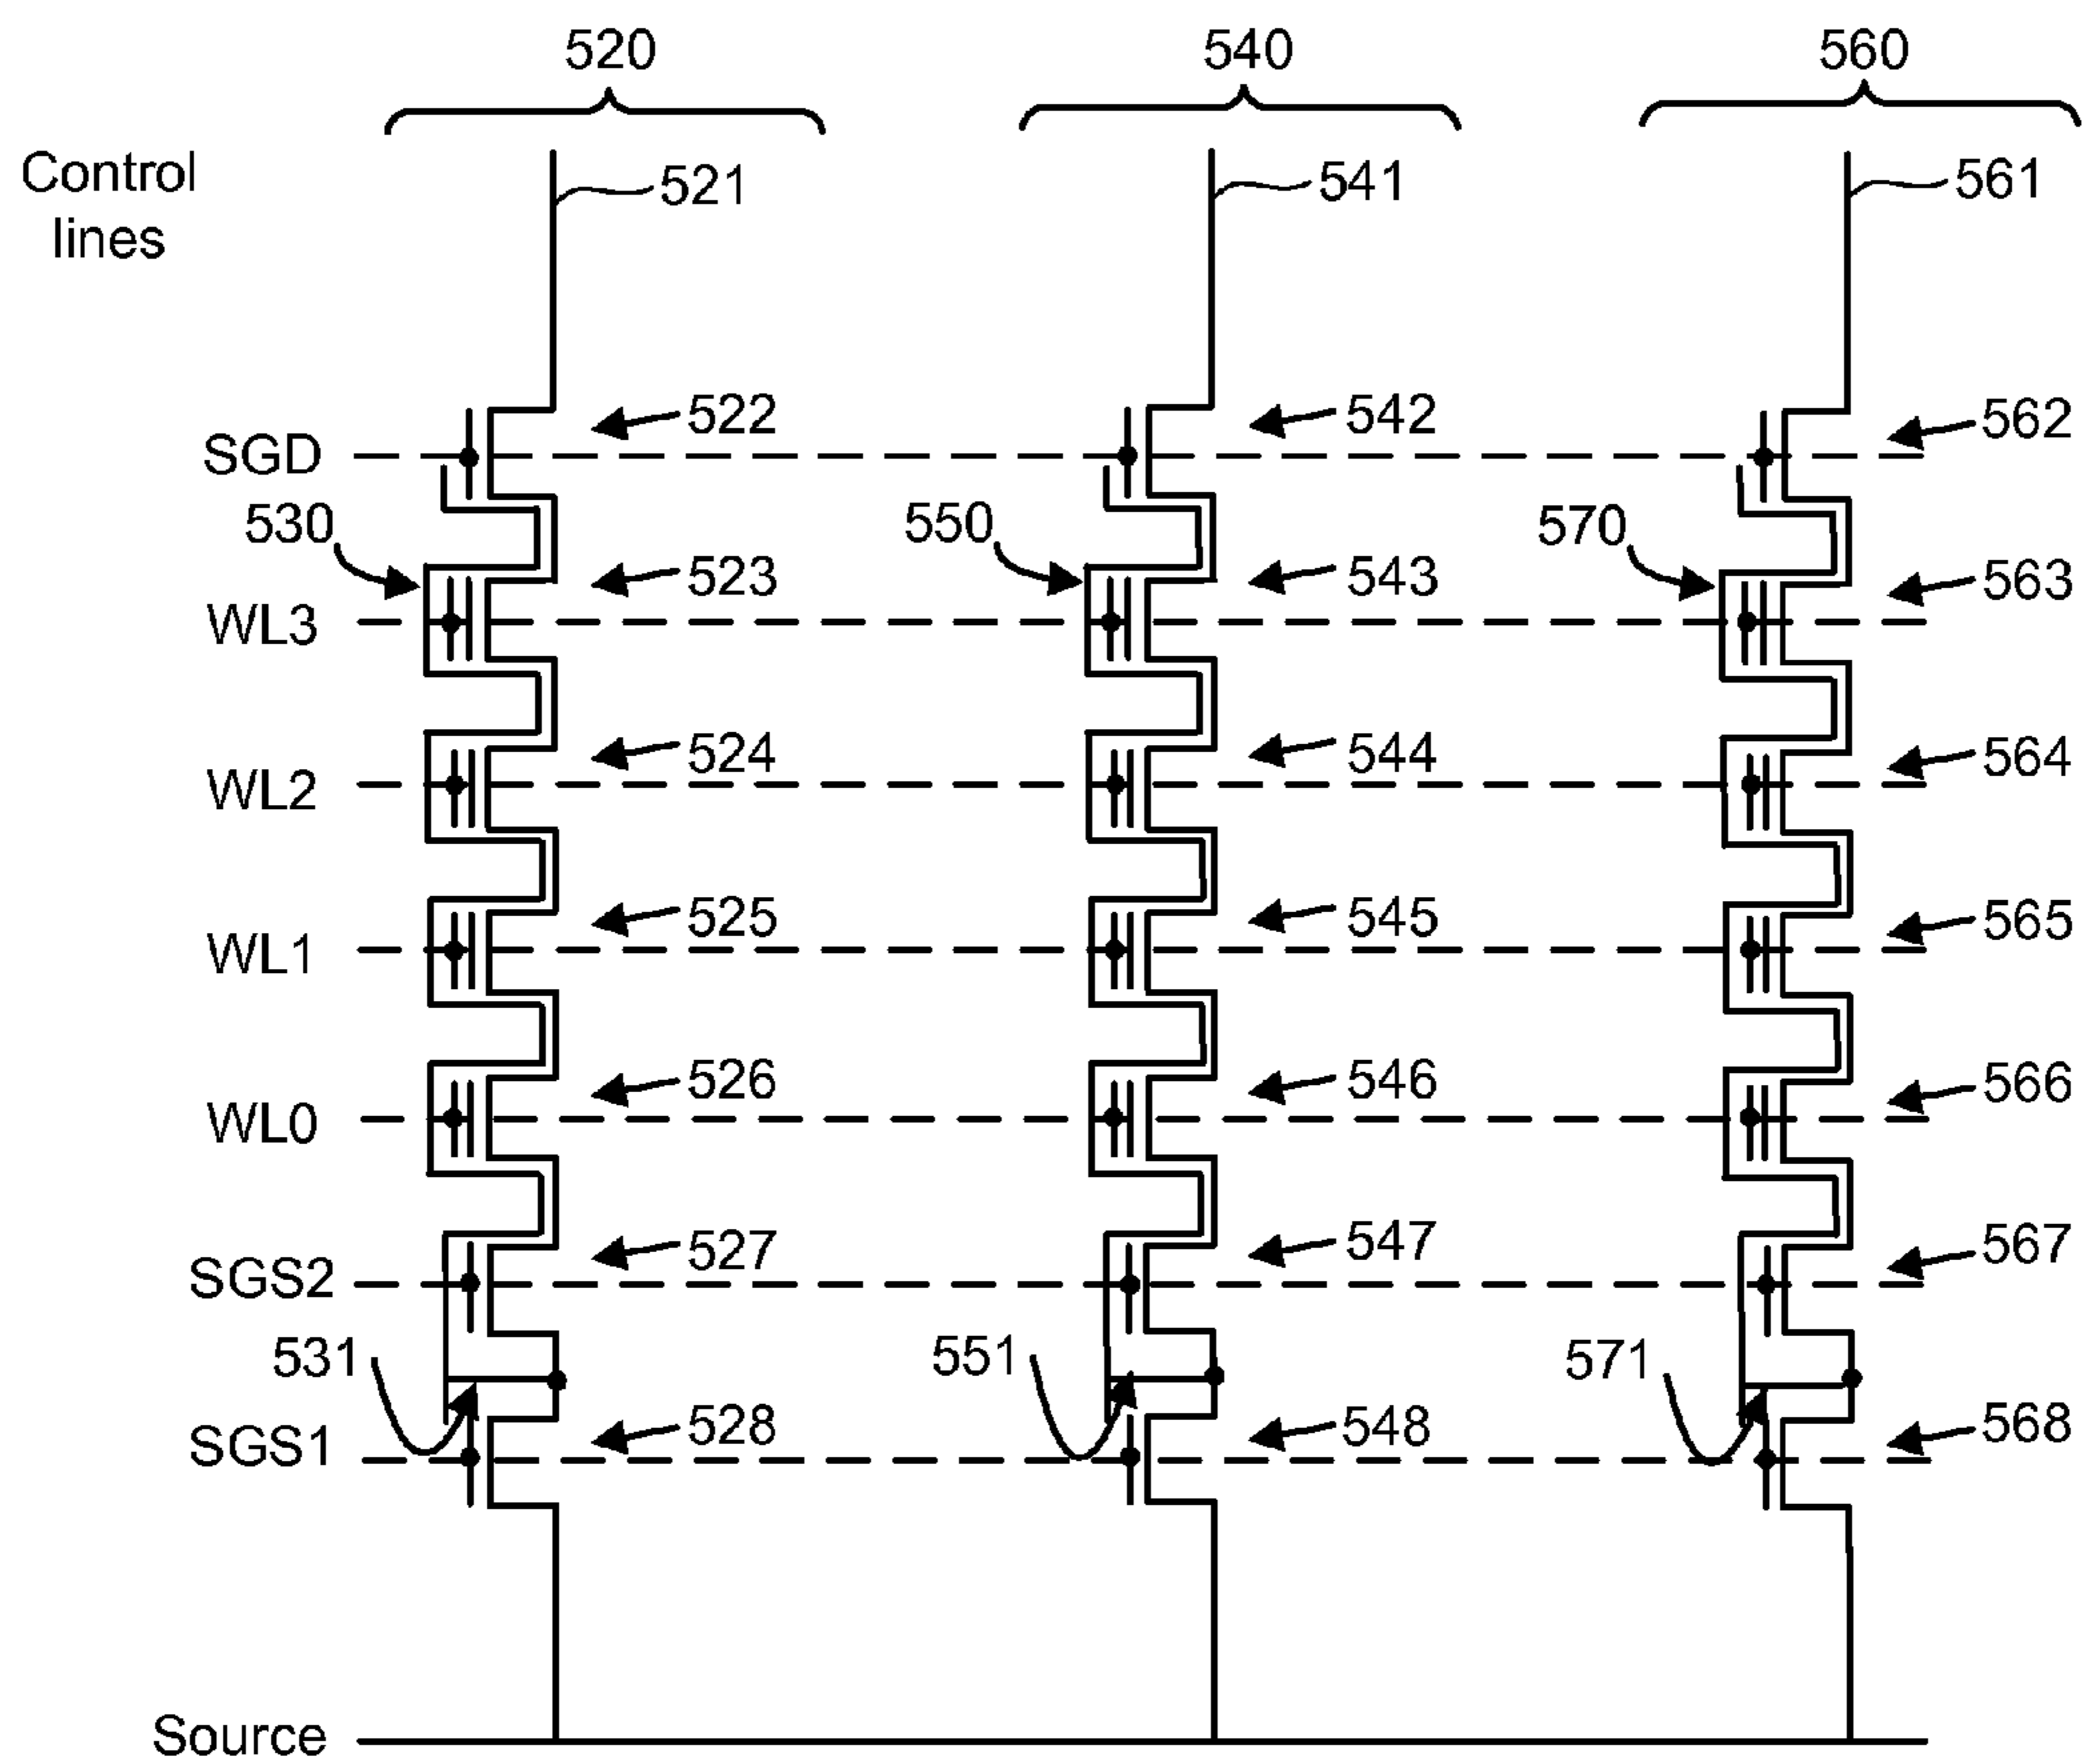 520 540 560
Control
lines
521 541 561
SGD 522 542 562
530 550 570
WL3 523 543 563
WL2 524 544 564
WL1 525 545 565
WL0 526 546 566
SGS2 527 547 567
531 551 571
SGS1 528 548 568
Source